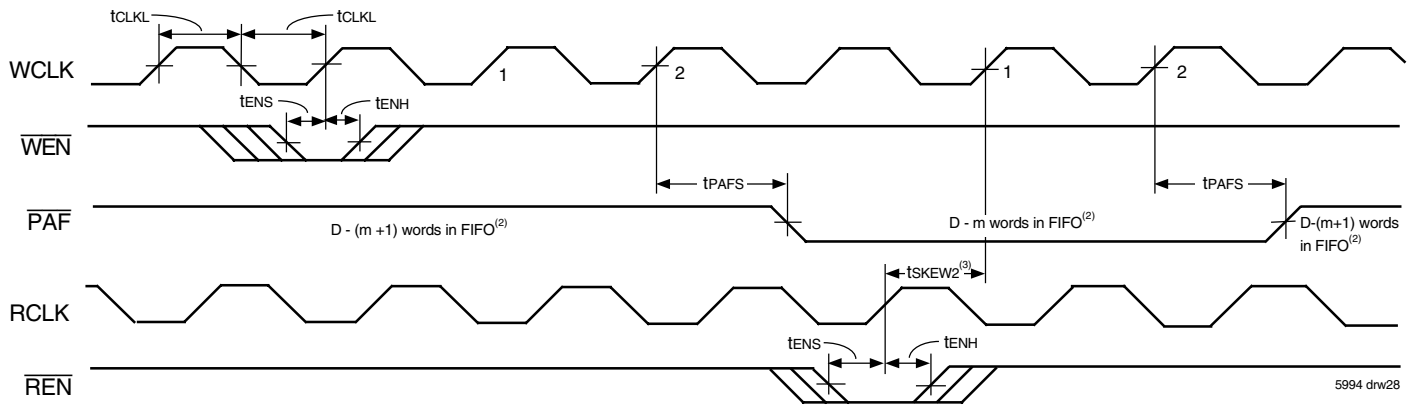 tCLKL tCLKL
WCLK 1 2 1 2
tENS tENH
WEN
tPAFS tPAFS
PAF
D - (m +1) words in FIFO(2) D - m words in FIFO(2) D-(m+1) words
in FIFO(2)
tSKEW2(3)
RCLK
tENS tENH
REN
5994 drw28